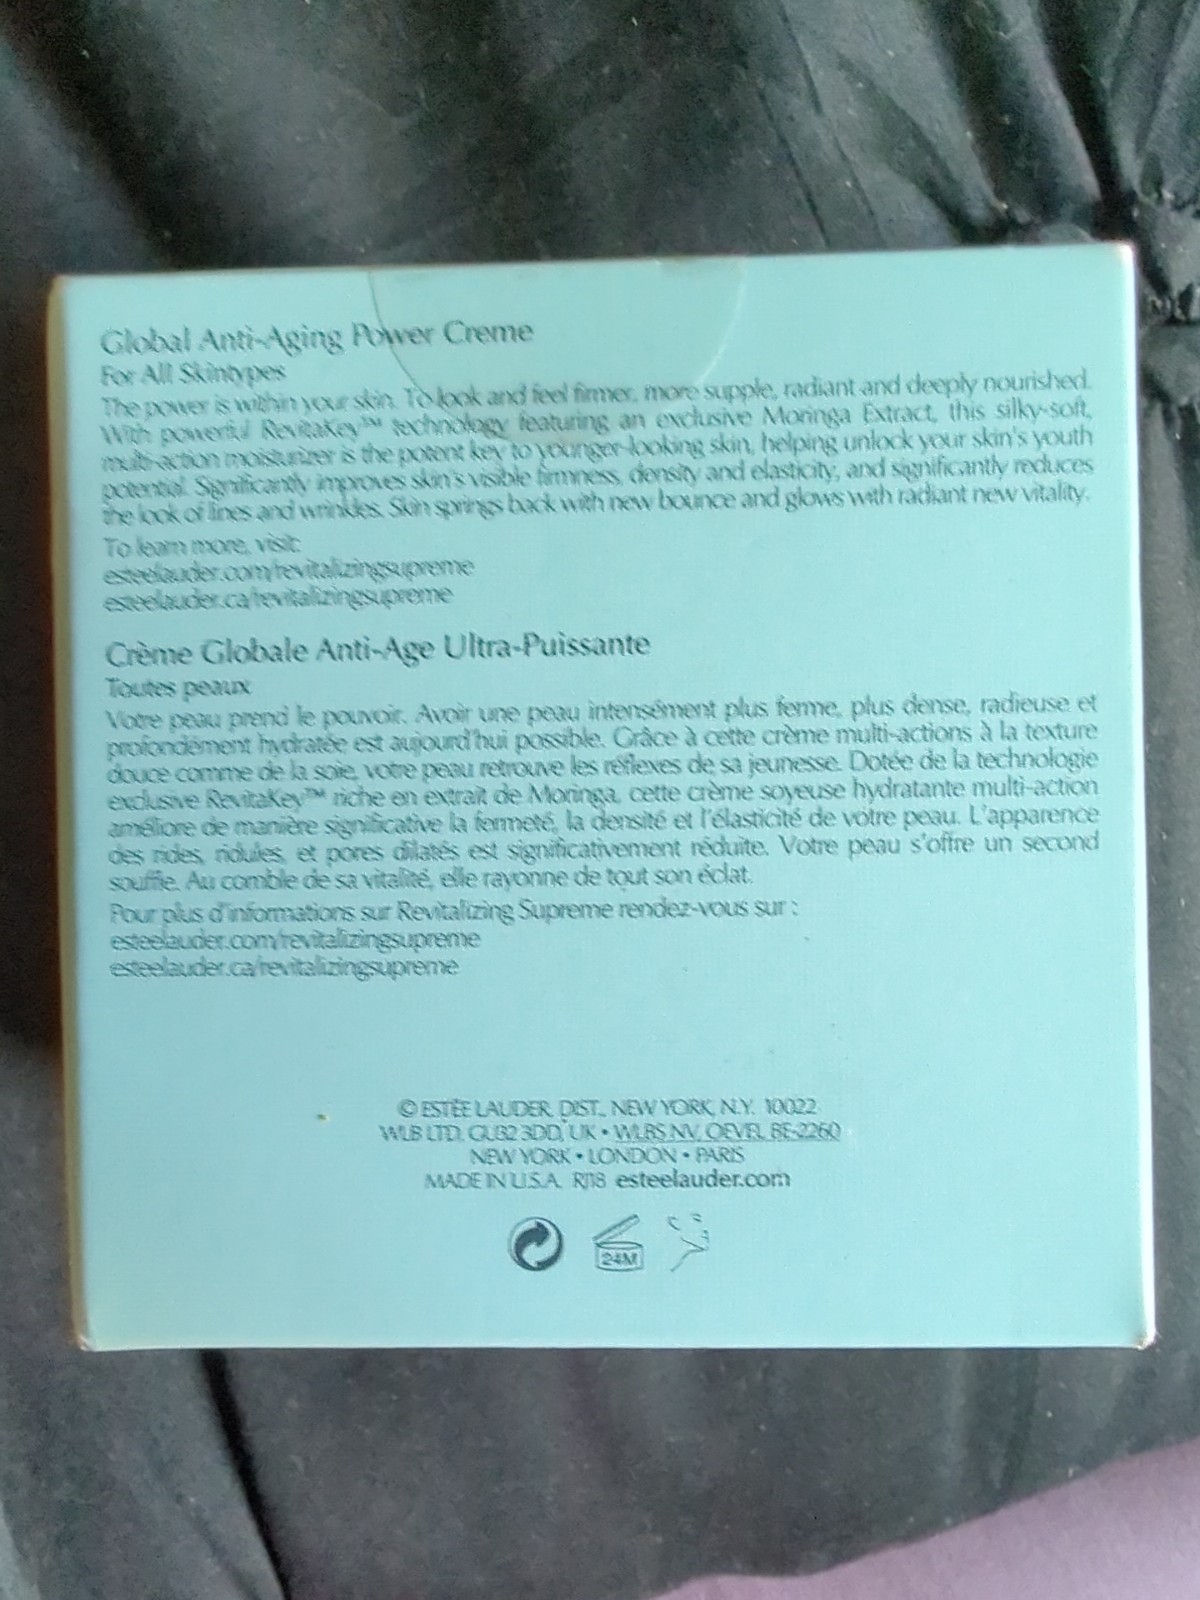 Global Anti-Aging Power Creme
For All Skintypes
The power is within your skin. To look and feel firmer, more supple, radiant and deeply nourished.
With powerful RevitaKey™ technology featuring an exclusive Moringa Extract, this silky-soft,
multi-action moisturizer is the potent key to younger-looking skin, helping unlock your skin's youth
potential. Significantly improves skin's visible firmness, density and elasticity, and significantly reduces
the look of lines and wrinkles. Skin springs back with new bounce and glows with radiant new vitality.
To learn more, visit:
esteelauder.com/revitalizingsupreme
esteelauder.ca/revitalizingsupreme
Crème Globale Anti-Age Ultra-Puissante
Toutes peaux
Votre peau prend le pouvoir. Avoir une peau intensément plus ferme, plus dense, radieuse et
profondément hydratée est aujourd'hui possible. Grâce à cette crème multi-actions à la texture
douce comme de la soie, votre peau retrouve les réflexes de sa jeunesse. Dotée de la technologie
exclusive RevitaKey™ riche en extrait de Moringa, cette crème soyeuse hydratante multi-action
améliore de manière significative la fermeté, la densité et l'élasticité de votre peau. L'apparence
des rides, ridules, et pores dilatés est significativement réduite. Votre peau s'offre un second
souffle. Au comble de sa vitalité, elle rayonne de tout son éclat.
Pour plus d'informations sur Revitalizing Supreme rendez-vous sur :
esteelauder.com/revitalizingsupreme
esteelauder.ca/revitalizingsupreme
© ESTĒE LAUDER, DIST., NEW YORK, N.Y. 10022
WLB LTD, GU32 3DD, UK • WLBS NV, OEVEL BE-2260
NEW YORK • LONDON • PARIS
MADE IN U.S.A. RJ18 esteelauder.com
24M